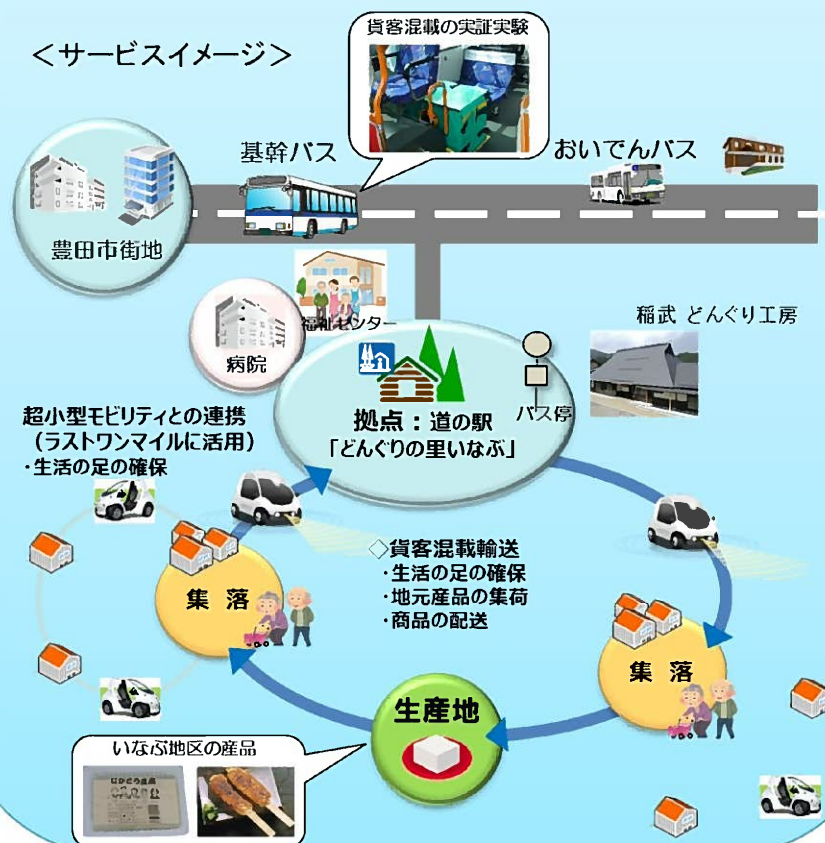 ＜サービスイメージ＞
貨客混載の実証実験
基幹バス
おいでんバス
豊田市街地
福祉センター
病院
稲武 どんぐり工房
拠点：道の駅
「どんぐりの里いなぶ」
バス停
超小型モビリティとの連携
（ラストワンマイルに活用）
・生活の足の確保
◇貨客混載輸送
・生活の足の確保
・地元産品の集荷
・商品の配送
集 落
集 落
生産地
いなぶ地区の産品